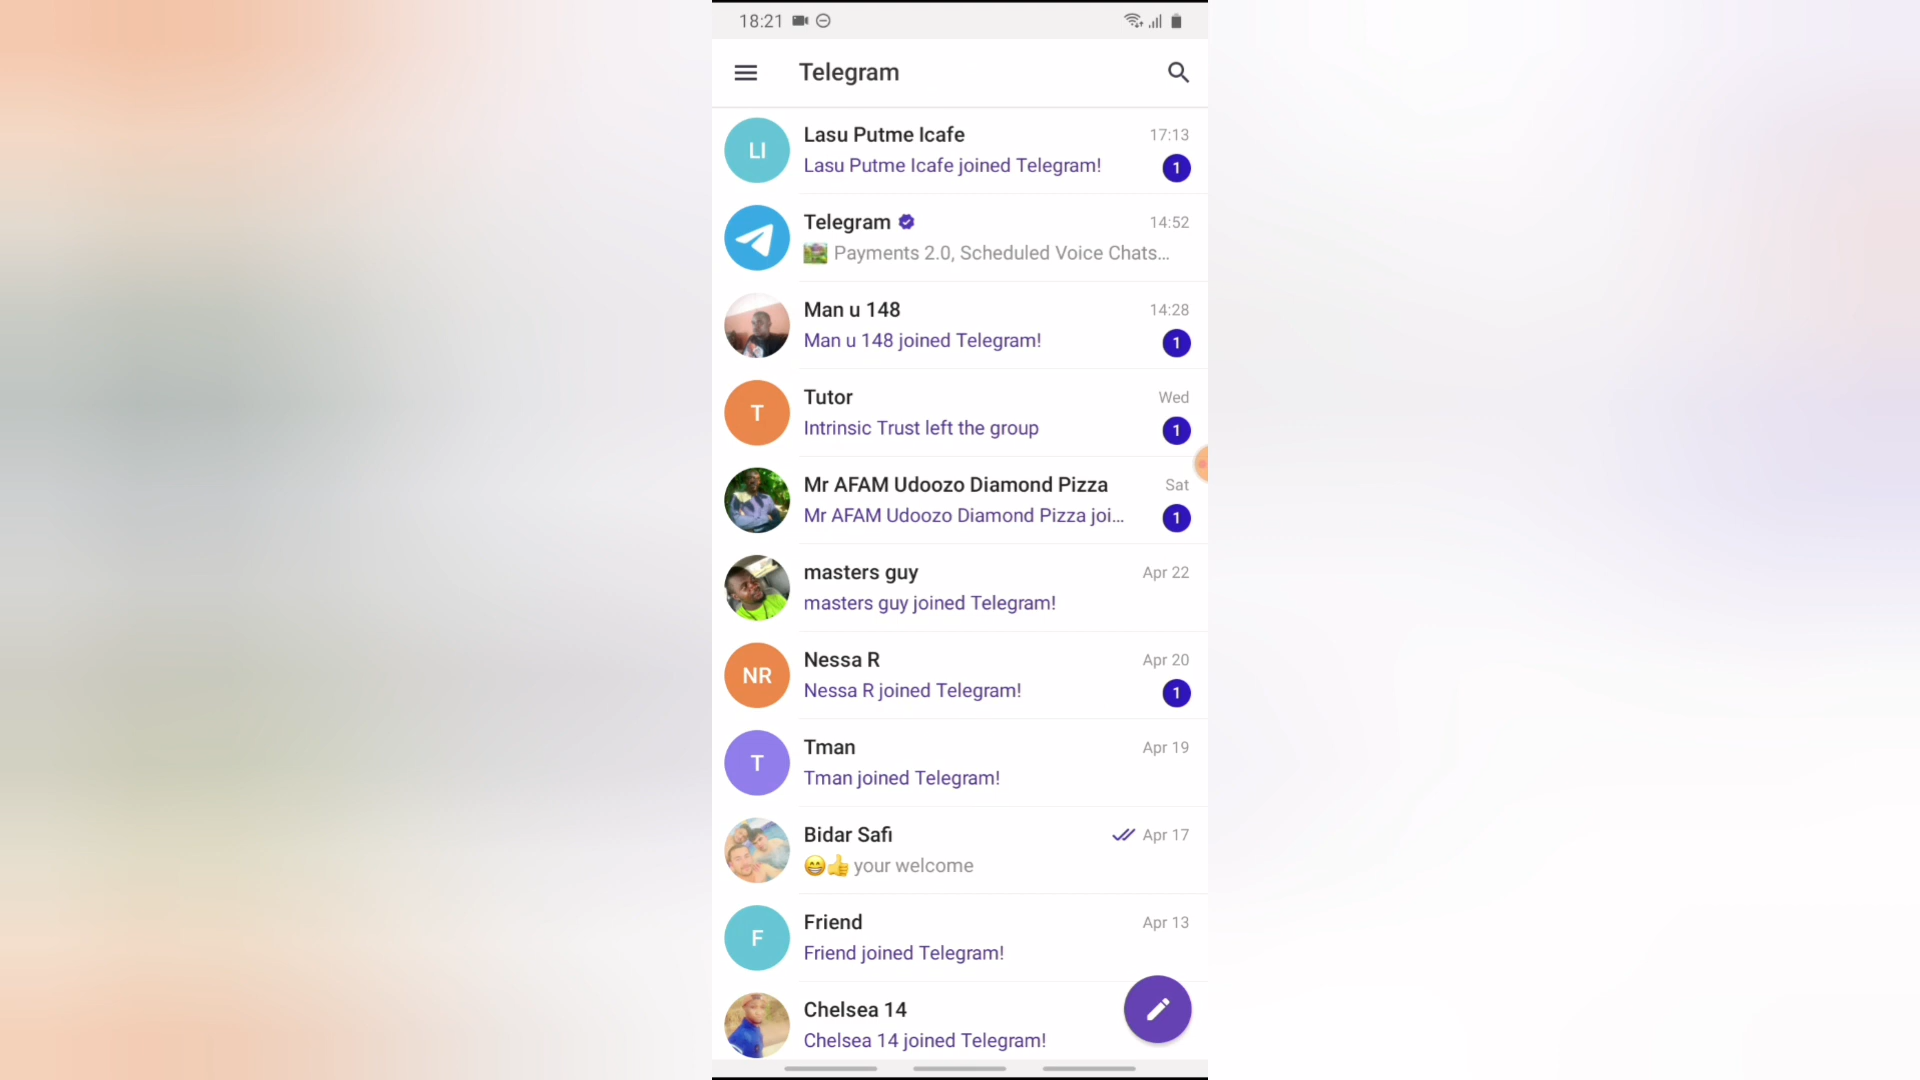 18:21
Telegram
LI
Lasu Putme Icafe
17:13
Lasu Putme Icafe joined Telegram!
1
Telegram
14:52
Payments 2.0, Scheduled Voice Chats...
Man u 148
14:28
Man u 148 joined Telegram!
1
T
Tutor
Wed
Intrinsic Trust left the group
1
Mr AFAM Udoozo Diamond Pizza
Sat
Mr AFAM Udoozo Diamond Pizza joi...
1
masters guy
Apr 22
masters guy joined Telegram!
NR
Nessa R
Apr 20
Nessa R joined Telegram!
1
T
Tman
Apr 19
Tman joined Telegram!
Bidar Safi
Apr 17
😁👍 your welcome
F
Friend
Apr 13
Friend joined Telegram!
Chelsea 14
Chelsea 14 joined Telegram!